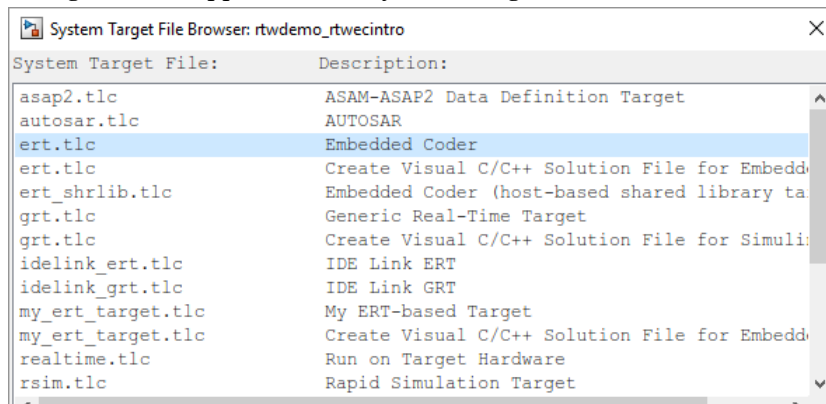 System Target File Browser: rtwdemo_rtwecintro
System Target File: Description:
asap2.tlc ASAM-ASAP2 Data Definition Target
autosar.tlc AUTOSAR
ert.tlc Embedded Coder
ert.tlc Create Visual C/C++ Solution File for Embedd
ert_shrlib.tlc Embedded Coder (host-based shared library ta
grt.tlc Generic Real-Time Target
grt.tlc Create Visual C/C++ Solution File for Simuli
idelink_ert.tlc IDE Link ERT
idelink_grt.tlc IDE Link GRT
my_ert_target.tlc My ERT-based Target
my_ert_target.tlc Create Visual C/C++ Solution File for Embedd
realtime.tlc Run on Target Hardware
rsim.tlc Rapid Simulation Target